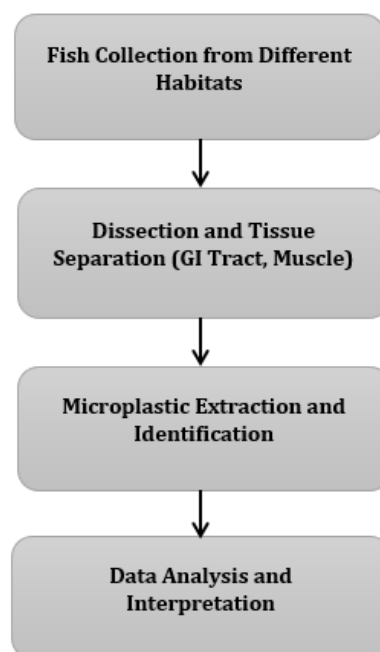 Fish Collection from Different
Habitats
Dissection and Tissue
Separation (GI Tract, Muscle)
Microplastic Extraction and
Identification
Data Analysis and
Interpretation